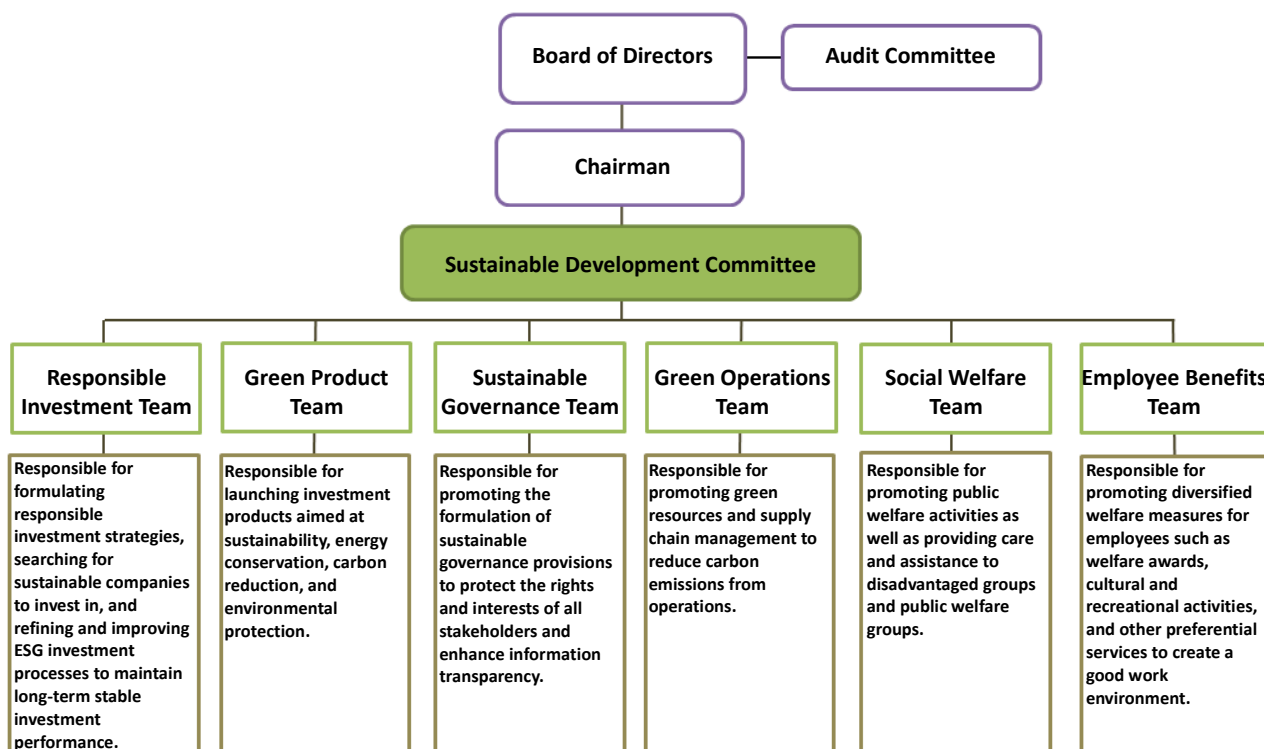 Board of Directors
Audit Committee
Chairman
Sustainable Development Committee
Responsible
Investment Team
Green Product
Team
Sustainable
Governance Team
Green Operations
Team
Social Welfare
Team
Employee Benefits
Team
Responsible for
formulating
responsible
investment strategies,
searching for
sustainable companies
to invest in, and
refining and improving
ESG investment
processes to maintain
long-term stable
investment
performance.
Responsible for
launching investment
products aimed at
sustainability, energy
conservation, carbon
reduction, and
environmental
protection.
Responsible for
promoting the
formulation of
sustainable
governance provisions
to protect the rights
and interests of all
stakeholders and
enhance information
transparency.
Responsible for
promoting green
resources and supply
chain management to
reduce carbon
emissions from
operations.
Responsible for
promoting public
welfare activities as
well as providing care
and assistance to
disadvantaged groups
and public welfare
groups.
Responsible for
promoting diversified
welfare measures for
employees such as
welfare awards,
cultural and
recreational activities,
and other preferential
services to create a
good work
environment.